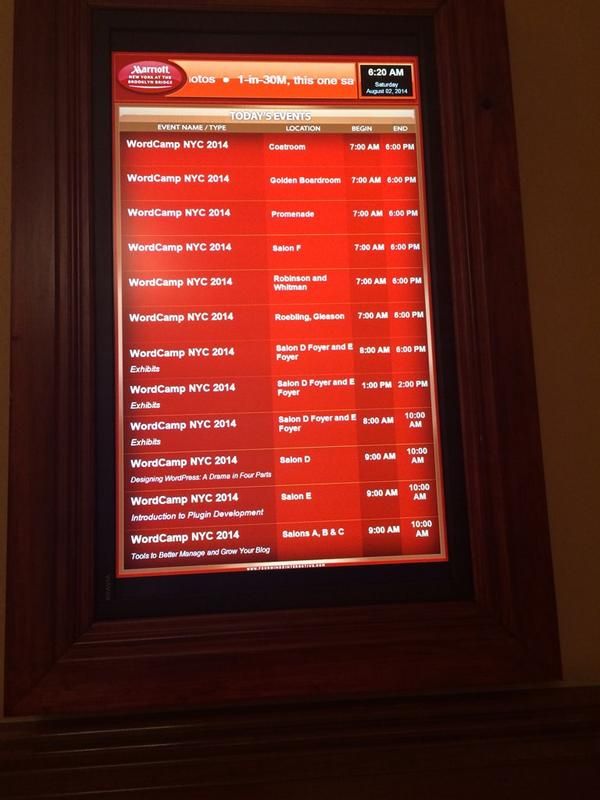 Marriott
NEW YORK AT THE
BROOKLYN BRIDGE
otos • 1-in-30M, this one sa
6:20 AM
Saturday
August 02, 2014
TODAY'S EVENTS
EVENT NAME / TYPE LOCATION BEGIN END
WordCamp NYC 2014 Coatroom 7:00 AM 6:00 PM
WordCamp NYC 2014 Golden Boardroom 7:00 AM 6:00 PM
WordCamp NYC 2014 Promenade 7:00 AM 6:00 PM
WordCamp NYC 2014 Salon F 7:00 AM 6:00 PM
WordCamp NYC 2014 Robinson and Whitman 7:00 AM 6:00 PM
WordCamp NYC 2014 Roebling, Gleason 7:00 AM 6:00 PM
WordCamp NYC 2014 Salon D Foyer and E Foyer 8:00 AM 6:00 PM
Exhibits
WordCamp NYC 2014 Salon D Foyer and E Foyer 1:00 PM 2:00 PM
Exhibits
WordCamp NYC 2014 Salon D Foyer and E Foyer 8:00 AM 10:00 AM
Exhibits
WordCamp NYC 2014 Salon D 9:00 AM 10:00 AM
Designing WordPress: A Drama in Four Parts
WordCamp NYC 2014 Salon E 9:00 AM 10:00 AM
Introduction to Plugin Development
WordCamp NYC 2014 Salons A, B & C 9:00 AM 10:00 AM
Tools to Better Manage and Grow Your Blog
www.fourwindsinteractive.com